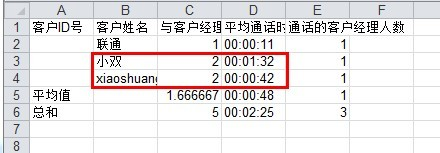 A B C D E F
1 客户ID号 客户姓名 与客户经理 平均通话时 通话的客户经理人数
2 联通 1 00:00:11 1
3 小双 2 00:01:32 1
4 xiaoshuang 2 00:00:42 1
5 平均值 1.666667 00:00:48 1
6 总和 5 00:02:25 3